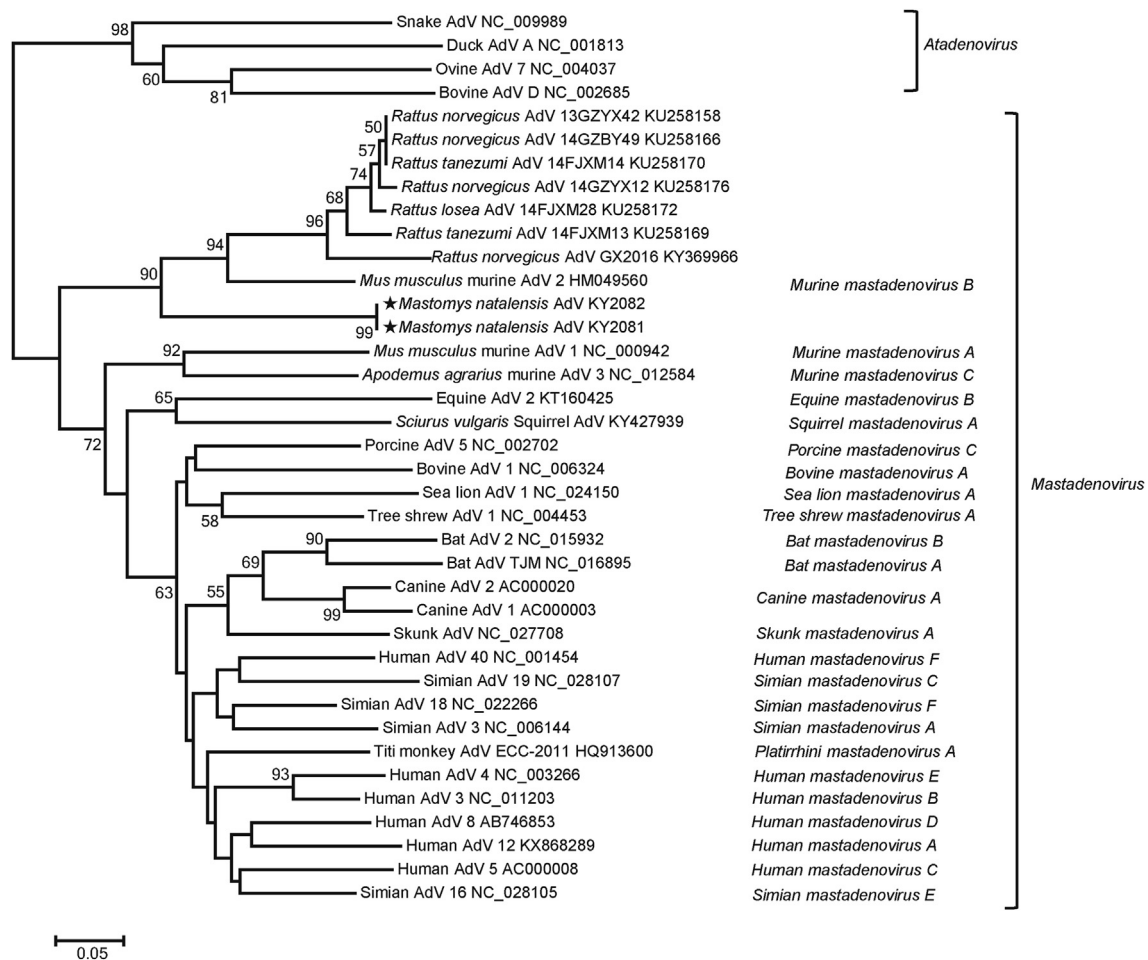 98
Snake AdV NC_009989
Duck AdV A NC_001813
Atadenovirus
60
Ovine AdV 7 NC_004037
81
Bovine AdV D NC_002685
Rattus norvegicus AdV 13GZYX42 KU258158
50
Rattus norvegicus AdV 14GZBY49 KU258166
57
Rattus tanezumi AdV 14FJXM14 KU258170
74
Rattus norvegicus AdV 14GZYX12 KU258176
68
Rattus losea AdV 14FJXM28 KU258172
96
Rattus tanezumi AdV 14FJXM13 KU258169
94
Rattus norvegicus AdV GX2016 KY369966
90
Mus musculus murine AdV 2 HM049560
Murine mastadenovirus B
★Mastomys natalensis AdV KY2082
99
★Mastomys natalensis AdV KY2081
92
Mus musculus murine AdV 1 NC_000942 Murine mastadenovirus A
Apodemus agrarius murine AdV 3 NC_012584 Murine mastadenovirus C
65
Equine AdV 2 KT160425 Equine mastadenovirus B
Sciurus vulgaris Squirrel AdV KY427939 Squirrel mastadenovirus A
72
Porcine AdV 5 NC_002702 Porcine mastadenovirus C
Bovine AdV 1 NC_006324 Bovine mastadenovirus A
Mastadenovirus
Sea lion AdV 1 NC_024150 Sea lion mastadenovirus A
58
Tree shrew AdV 1 NC_004453 Tree shrew mastadenovirus A
90
Bat AdV 2 NC_015932 Bat mastadenovirus B
69
Bat AdV TJM NC_016895 Bat mastadenovirus A
63
55
Canine AdV 2 AC000020
Canine mastadenovirus A
99
Canine AdV 1 AC000003
Skunk AdV NC_027708 Skunk mastadenovirus A
Human AdV 40 NC_001454 Human mastadenovirus F
Simian AdV 19 NC_028107 Simian mastadenovirus C
Simian AdV 18 NC_022266 Simian mastadenovirus F
Simian AdV 3 NC_006144 Simian mastadenovirus A
Titi monkey AdV ECC-2011 HQ913600 Platirrhini mastadenovirus A
93
Human AdV 4 NC_003266 Human mastadenovirus E
Human AdV 3 NC_011203 Human mastadenovirus B
Human AdV 8 AB746853 Human mastadenovirus D
Human AdV 12 KX868289 Human mastadenovirus A
Human AdV 5 AC000008 Human mastadenovirus C
Simian AdV 16 NC_028105 Simian mastadenovirus E
0.05